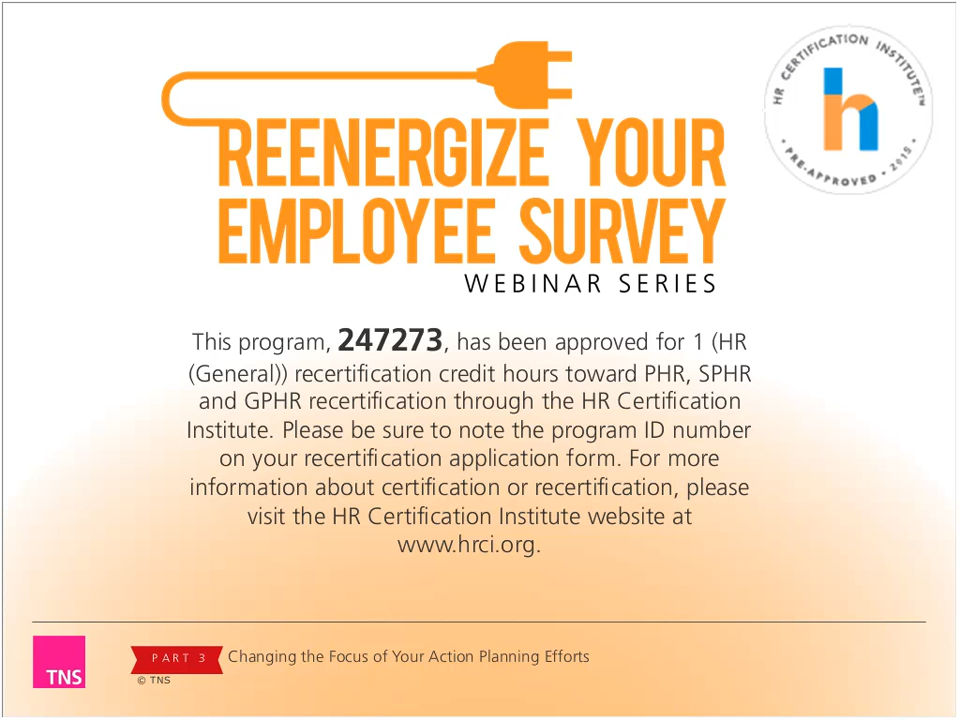 HR CERTIFICATION INSTITUTE™
• PRE-APPROVED • 2015 •
REENERGIZE YOUR
EMPLOYEE SURVEY
WEBINAR SERIES
This program, 247273, has been approved for 1 (HR
(General)) recertification credit hours toward PHR, SPHR
and GPHR recertification through the HR Certification
Institute. Please be sure to note the program ID number
on your recertification application form. For more
information about certification or recertification, please
visit the HR Certification Institute website at
www.hrci.org.
TNS
PART 3
Changing the Focus of Your Action Planning Efforts
© TNS